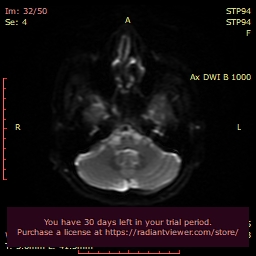 Im: 32/50
STP94
Se: 4
STP94
F
A
Ax DWI B 1000
R
L
You have 30 days left in your trial period.
Purchase a license at https://radiantviewer.com/store/